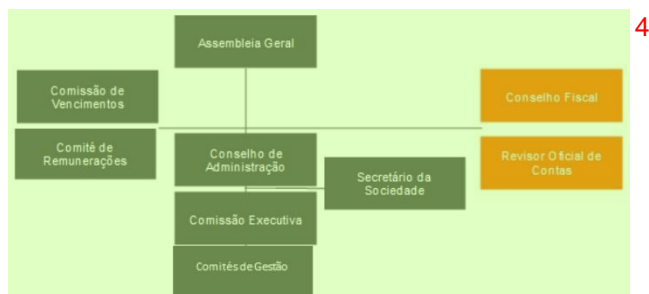 4
Assembleia Geral
Comissão de
Vencimentos
Conselho Fiscal
Comité de
Remunerações
Conselho de
Administração
Revisor Oficial de
Contas
Secretário da
Sociedade
Comissão Executiva
Comités de Gestão